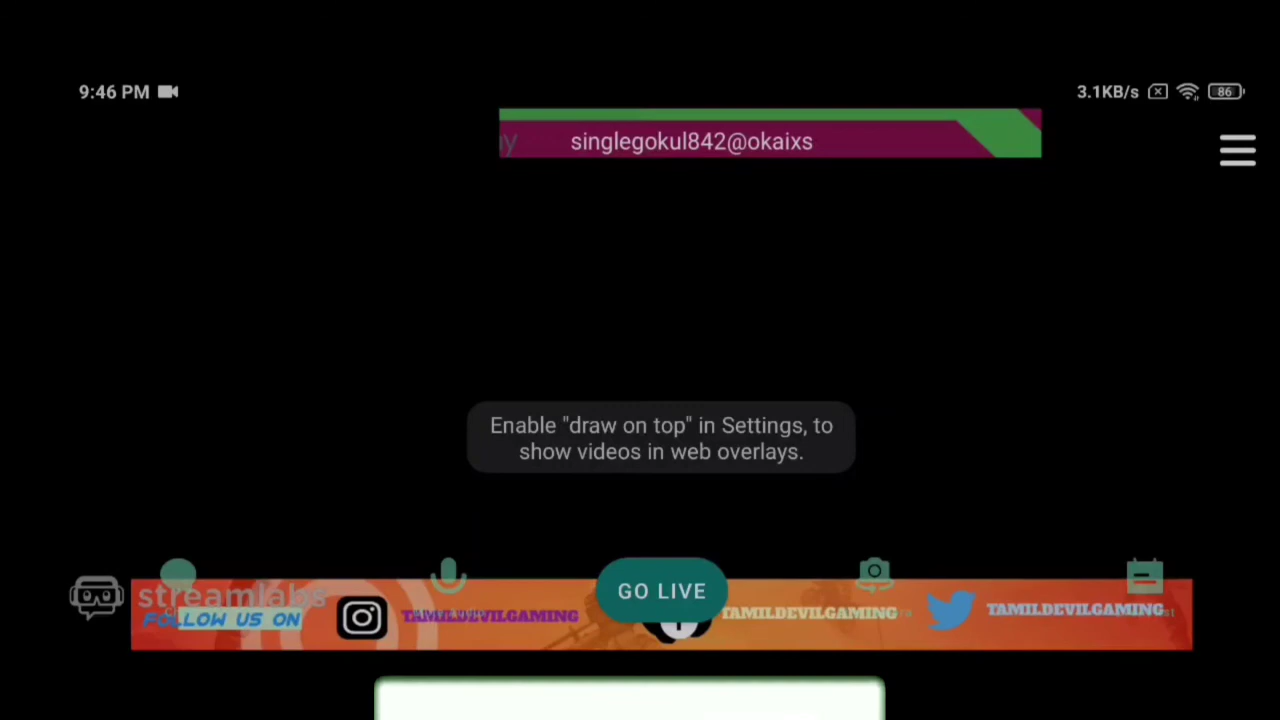 9:46 PM
3.1KB/s
86
singlegokul842@okaixs
Enable "draw on top" in Settings, to
show videos in web overlays.
GO LIVE
streamlabs
FOLLOW US ON
TAMILDEVILGAMING
TAMILDEVILGAMING
TAMILDEVILGAMING